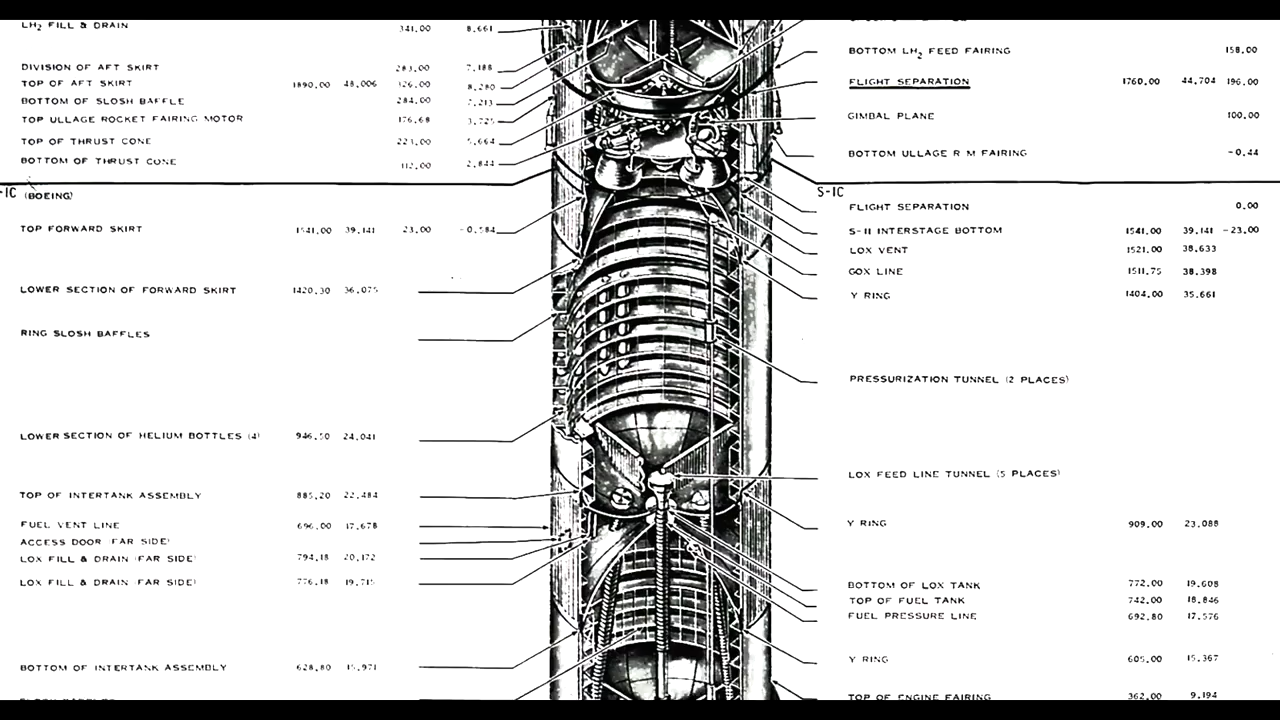 LH2 FILL & DRAIN 341.00 8.661
DIVISION OF AFT SKIRT 283.00 7.188
TOP OF AFT SKIRT 1890.00 48.006 326.00 8.280
BOTTOM OF SLOSH BAFFLE 284.00 7.213
TOP ULLAGE ROCKET FAIRING MOTOR 176.68 3.725
TOP OF THRUST CONE 223.00 5.664
BOTTOM OF THRUST CONE 112.00 2.844
-IC (BOEING)
TOP FORWARD SKIRT 1541.00 39.141 23.00 -0.584
LOWER SECTION OF FORWARD SKIRT 1420.30 36.075
RING SLOSH BAFFLES
LOWER SECTION OF HELIUM BOTTLES (4) 946.50 24.041
TOP OF INTERTANK ASSEMBLY 885.20 22.484
FUEL VENT LINE 696.00 17.678
ACCESS DOOR (FAR SIDE)
LOX FILL & DRAIN (FAR SIDE) 794.18 20.172
LOX FILL & DRAIN (FAR SIDE) 776.18 19.715
BOTTOM OF INTERTANK ASSEMBLY 628.80 15.971
BOTTOM LH2 FEED FAIRING 158.00
FLIGHT SEPARATION 1760.00 44.704 196.00
GIMBAL PLANE 100.00
BOTTOM ULLAGE R M FAIRING -0.44
S-IC
FLIGHT SEPARATION 0.00
S-II INTERSTAGE BOTTOM 1541.00 39.141 -23.00
LOX VENT 1521.00 38.633
GOX LINE 1511.75 38.398
Y RING 1404.00 35.661
PRESSURIZATION TUNNEL (2 PLACES)
LOX FEED LINE TUNNEL (5 PLACES)
Y RING 909.00 23.088
BOTTOM OF LOX TANK 772.00 19.608
TOP OF FUEL TANK 742.00 18.846
FUEL PRESSURE LINE 692.80 17.576
Y RING 605.00 15.367
TOP OF ENGINE FAIRING 362.00 9.194